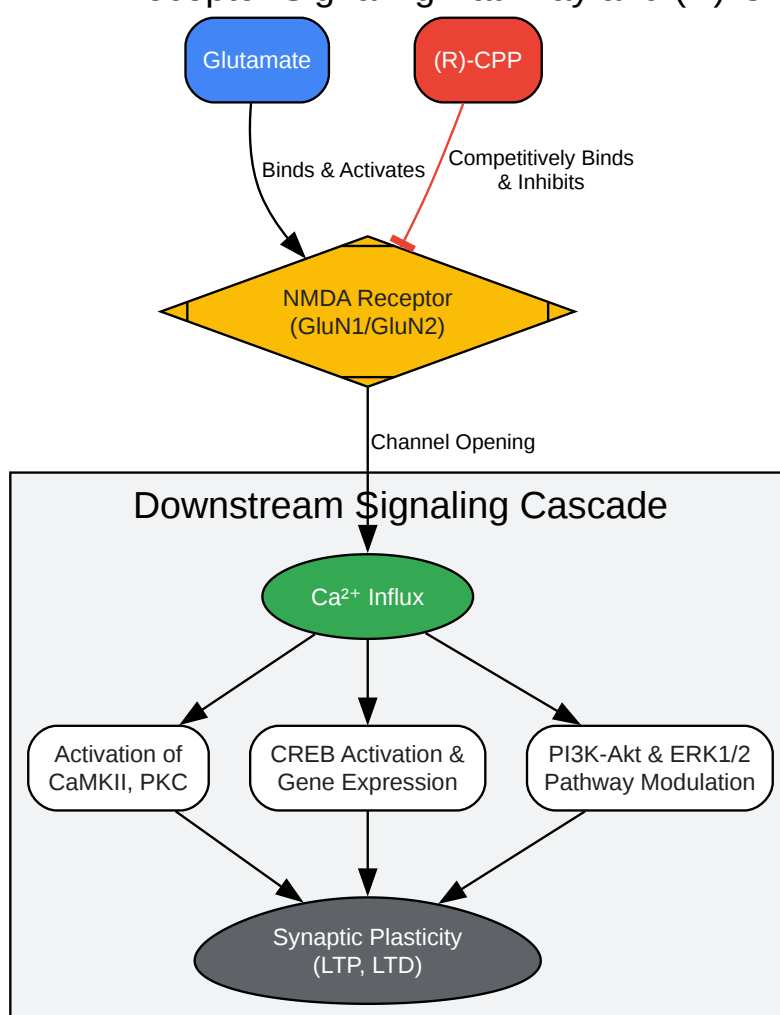 Glutamate
(R)-CPP
Binds & Activates
Competitively Binds
& Inhibits
NMDA Receptor
(GluN1/GluN2)
Channel Opening
Downstream Signaling Cascade
Ca²⁺ Influx
Activation of
CaMKII, PKC
CREB Activation &
Gene Expression
PI3K-Akt & ERK1/2
Pathway Modulation
Synaptic Plasticity
(LTP, LTD)